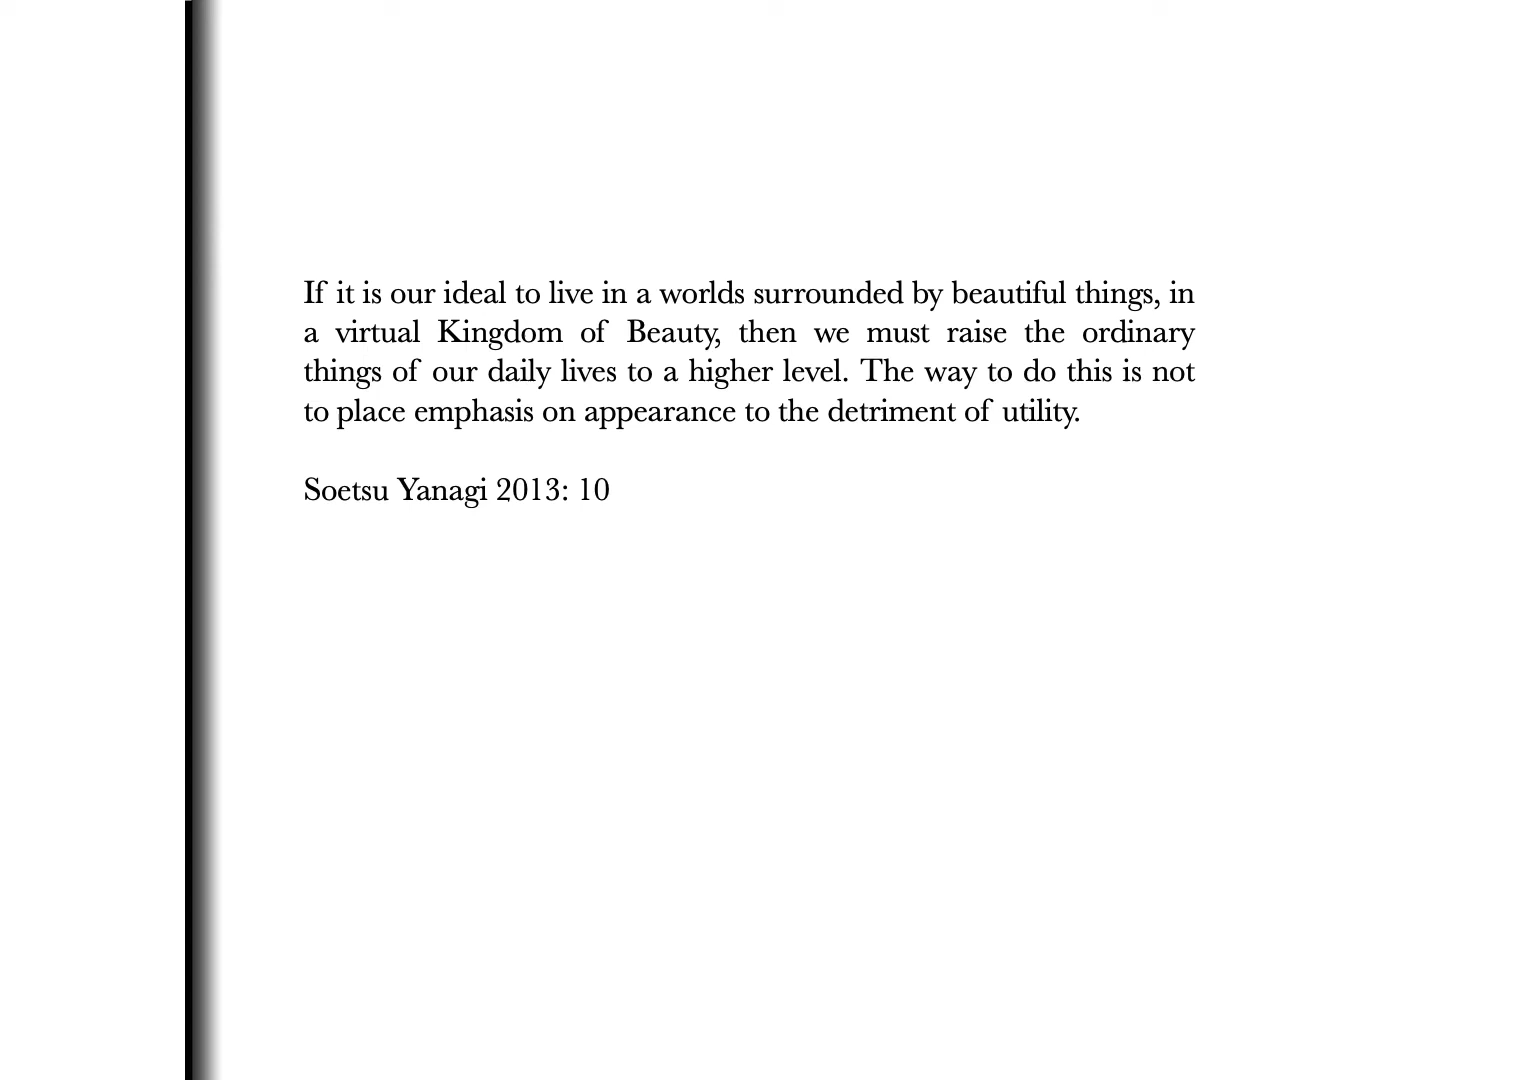 If it is our ideal to live in a worlds surrounded by beautiful things, in
a virtual Kingdom of Beauty, then we must raise the ordinary
things of our daily lives to a higher level. The way to do this is not
to place emphasis on appearance to the detriment of utility.
Soetsu Yanagi 2013: 10